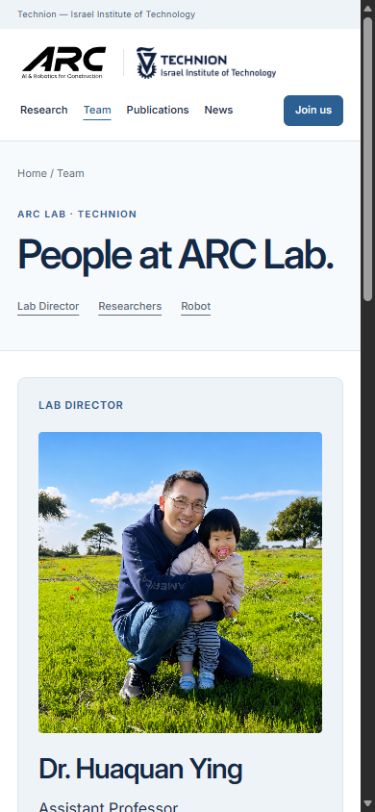 Technion — Israel Institute of Technology
ARC
AI & Robotics for Construction
TECHNION
Israel Institute of Technology
Research Team Publications News Join us
Home / Team
ARC LAB · TECHNION
People at ARC Lab.
Lab Director Researchers Robot
LAB DIRECTOR
Dr. Huaquan Ying
Assistant Professor